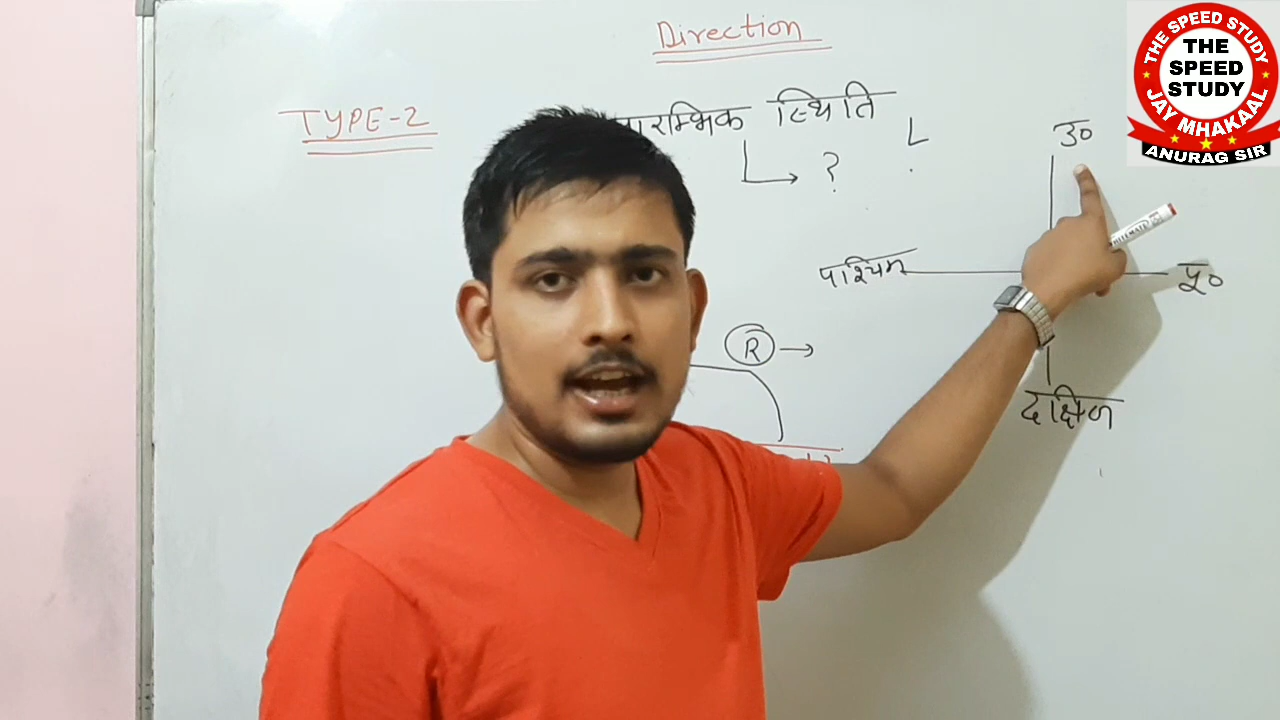 Direction
TYPE-2
प्रारम्भिक स्थिति
L
?
उ०
पश्चिम
पू०
R
दक्षिण
THE SPEED STUDY
THE
SPEED
STUDY
JAY MHAKAAL
ANURAG SIR